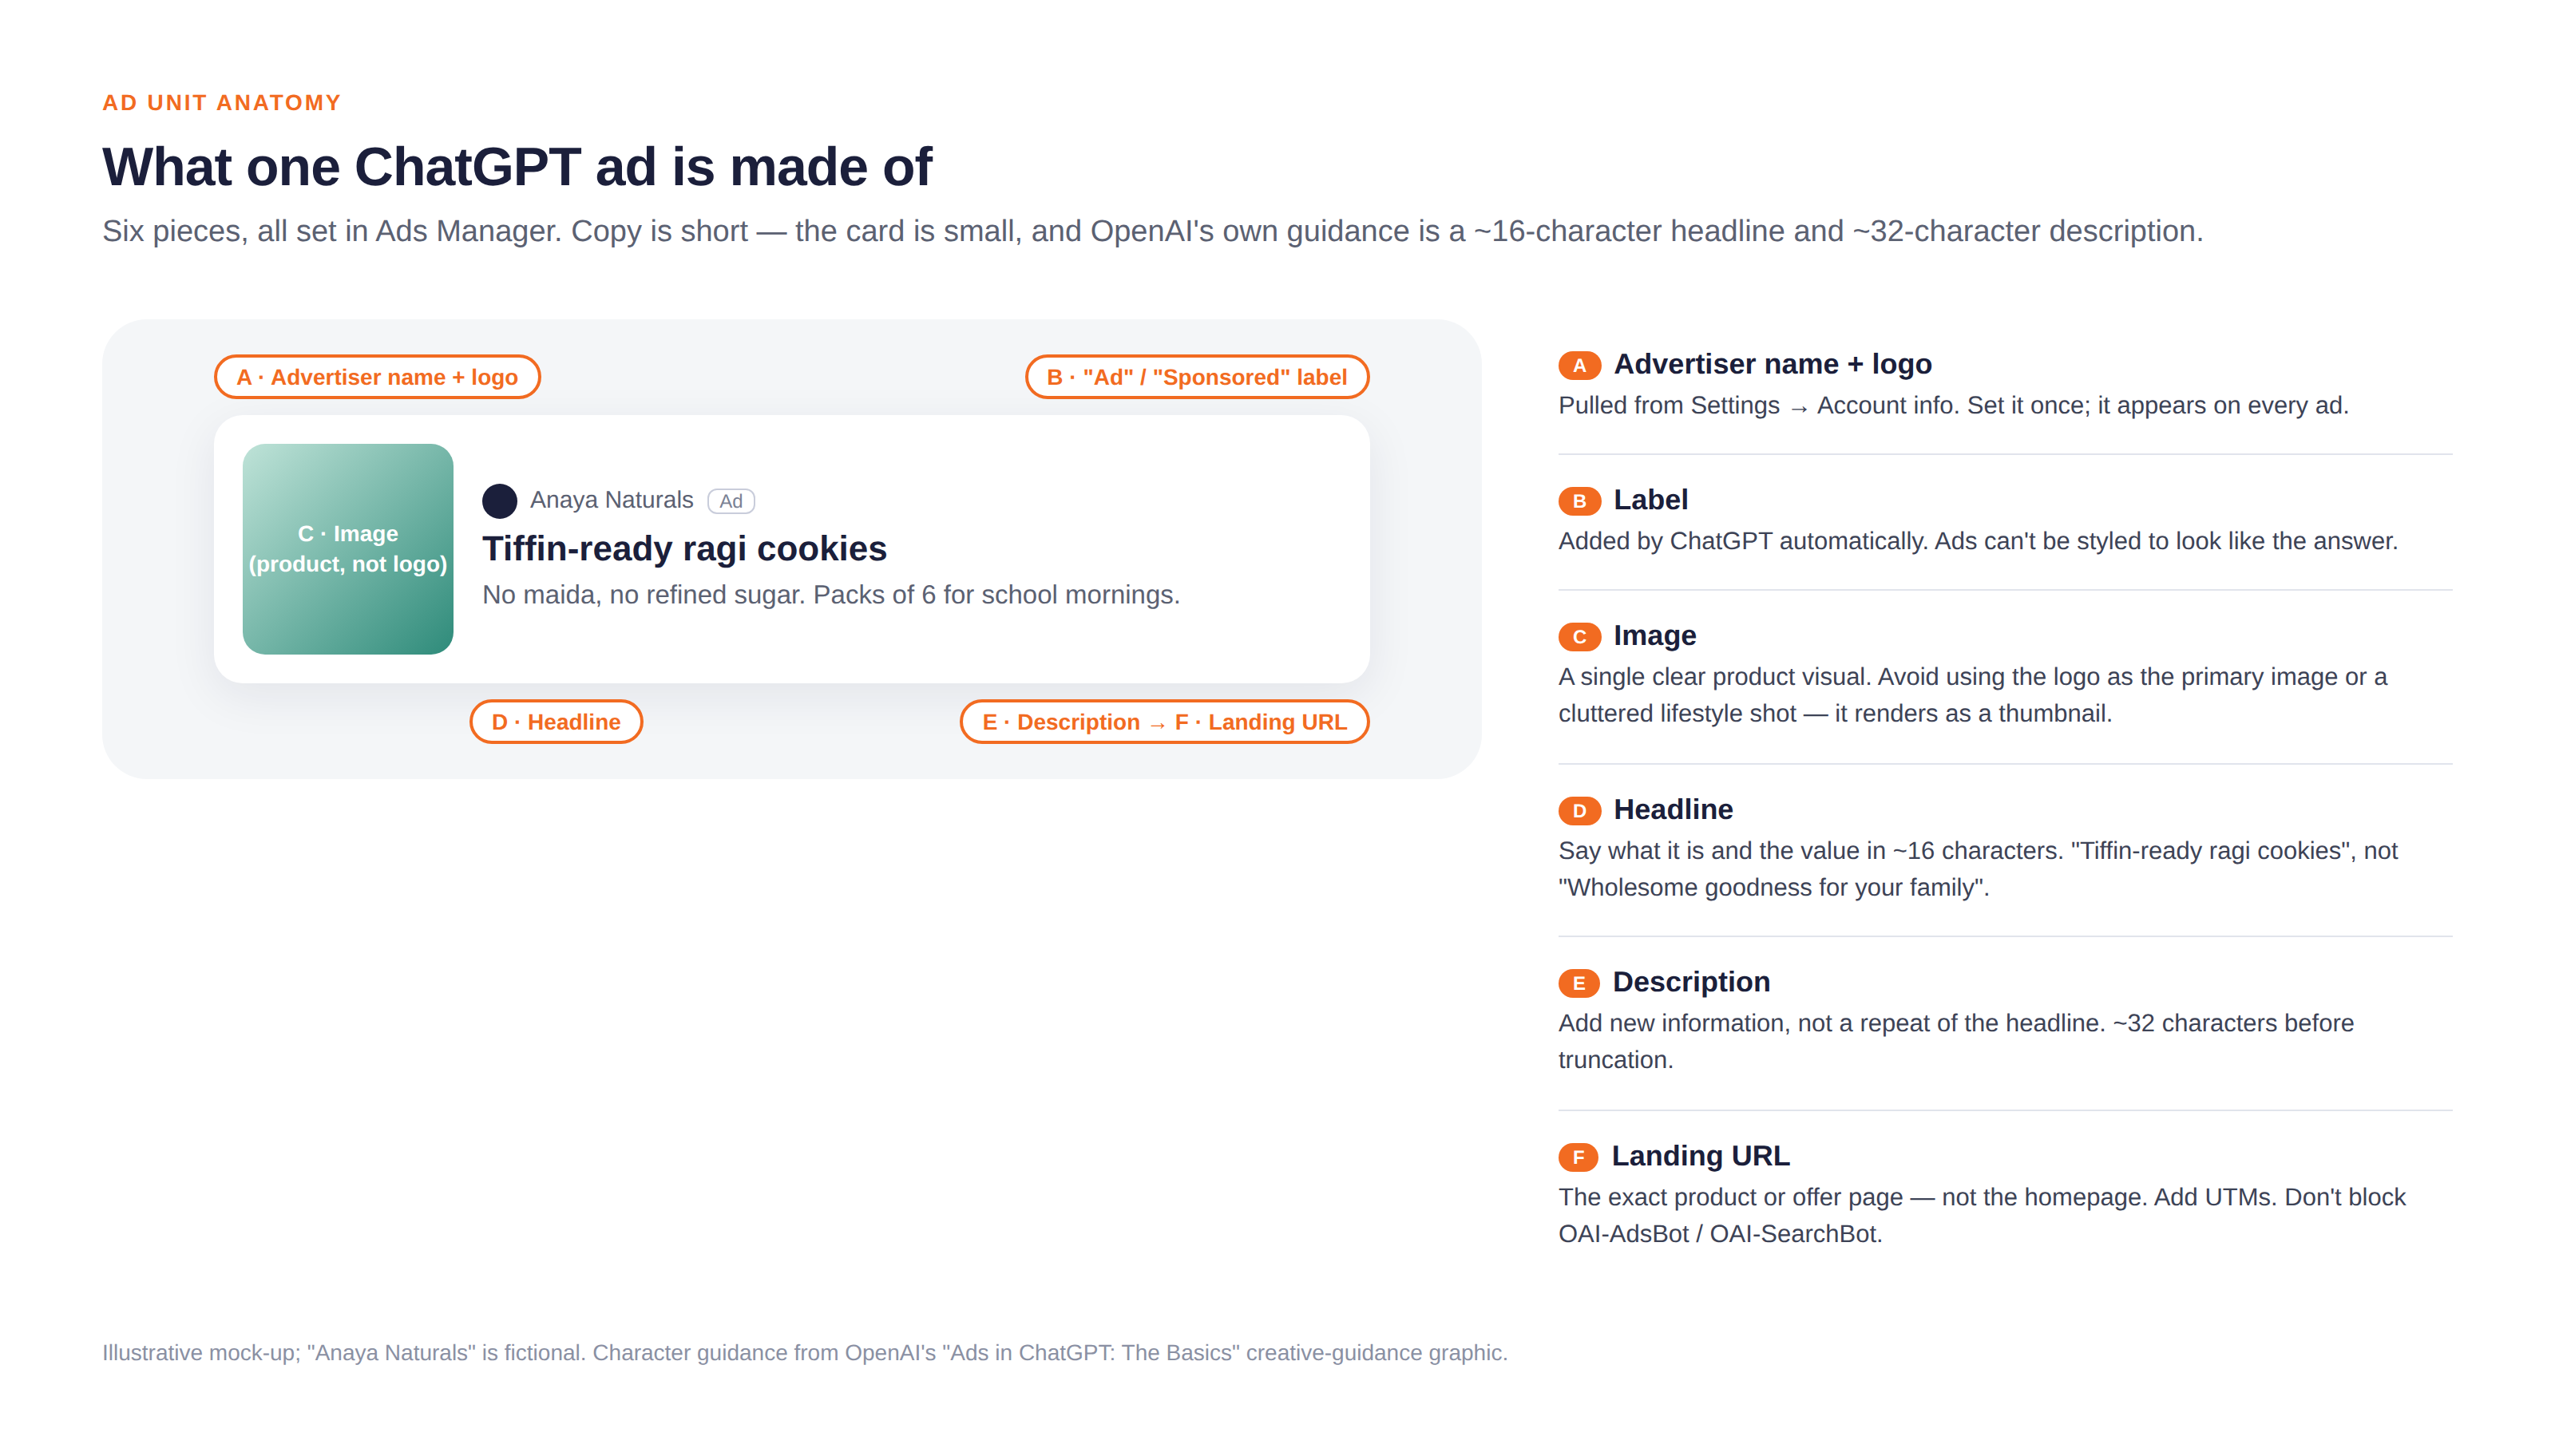 AD UNIT ANATOMY
What one ChatGPT ad is made of
Six pieces, all set in Ads Manager. Copy is short — the card is small, and OpenAI's own guidance is a ~16-character headline and ~32-character description.
A · Advertiser name + logo
B · "Ad" / "Sponsored" label
C · Image
(product, not logo)
Anaya Naturals Ad
Tiffin-ready ragi cookies
No maida, no refined sugar. Packs of 6 for school mornings.
D · Headline
E · Description → F · Landing URL
A Advertiser name + logo
Pulled from Settings → Account info. Set it once; it appears on every ad.
B Label
Added by ChatGPT automatically. Ads can't be styled to look like the answer.
C Image
A single clear product visual. Avoid using the logo as the primary image or a
cluttered lifestyle shot — it renders as a thumbnail.
D Headline
Say what it is and the value in ~16 characters. "Tiffin-ready ragi cookies", not
"Wholesome goodness for your family".
E Description
Add new information, not a repeat of the headline. ~32 characters before
truncation.
F Landing URL
The exact product or offer page — not the homepage. Add UTMs. Don't block
OAI-AdsBot / OAI-SearchBot.
Illustrative mock-up; "Anaya Naturals" is fictional. Character guidance from OpenAI's "Ads in ChatGPT: The Basics" creative-guidance graphic.